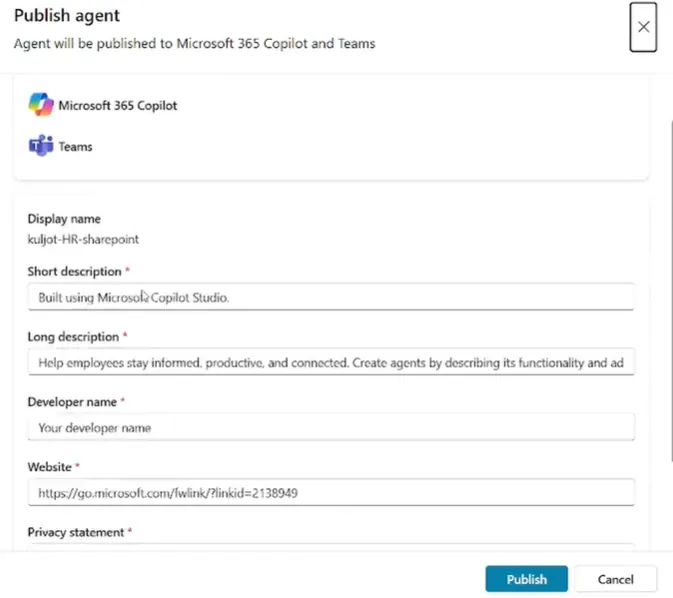 Publish agent
Agent will be published to Microsoft 365 Copilot and Teams
Microsoft 365 Copilot
Teams
Display name
kuljot-HR-sharepoint
Short description *
Built using Microsoft Copilot Studio.
Long description *
Help employees stay informed, productive, and connected. Create agents by describing its functionality and ad
Developer name *
Your developer name
Website *
https://go.microsoft.com/fwlink/?linkid=2138949
Privacy statement *
Publish
Cancel